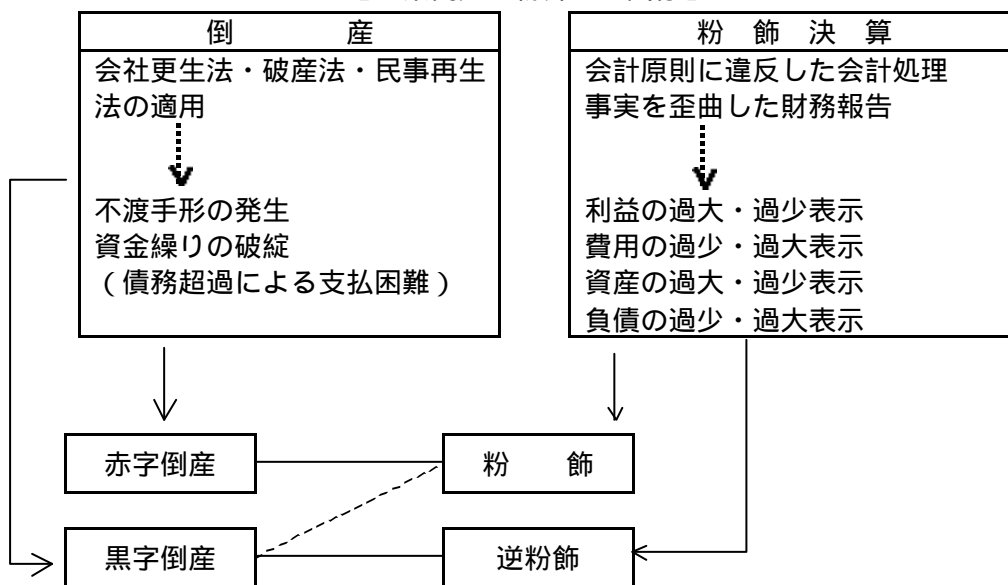 倒 産
会社更生法・破産法・民事再生
法の適用
不渡手形の発生
資金繰りの破綻
(債務超過による支払困難)
粉 飾 決 算
会計原則に違反した会計処理
事実を歪曲した財務報告
利益の過大・過少表示
費用の過少・過大表示
資産の過大・過少表示
負債の過少・過大表示
赤字倒産
粉 飾
黒字倒産
逆粉飾